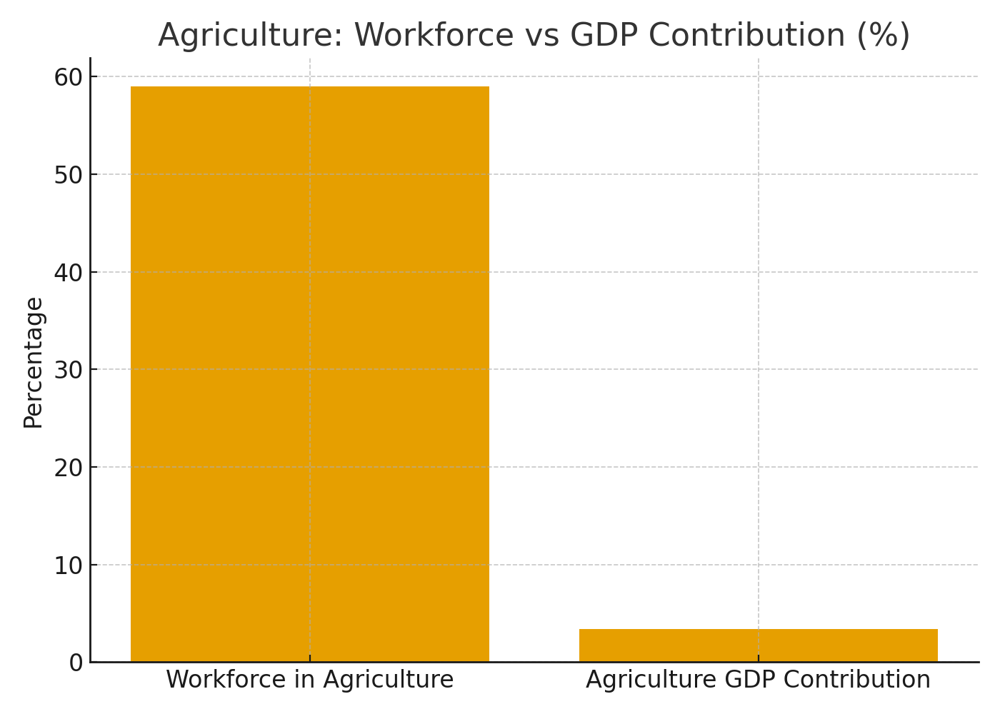 Agriculture: Workforce vs GDP Contribution (%)
60
50
40
30
20
10
0
Percentage
Workforce in Agriculture
Agriculture GDP Contribution